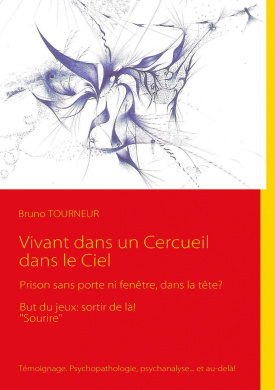 Bruno TOURNEUR
Vivant dans un Cercueil
dans le Ciel
Prison sans porte ni fenêtre, dans la tête?
But du jeux: sortir de là!
"Sourire"
Témoignage. Psychopathologie, psychanalyse... et au-delà!